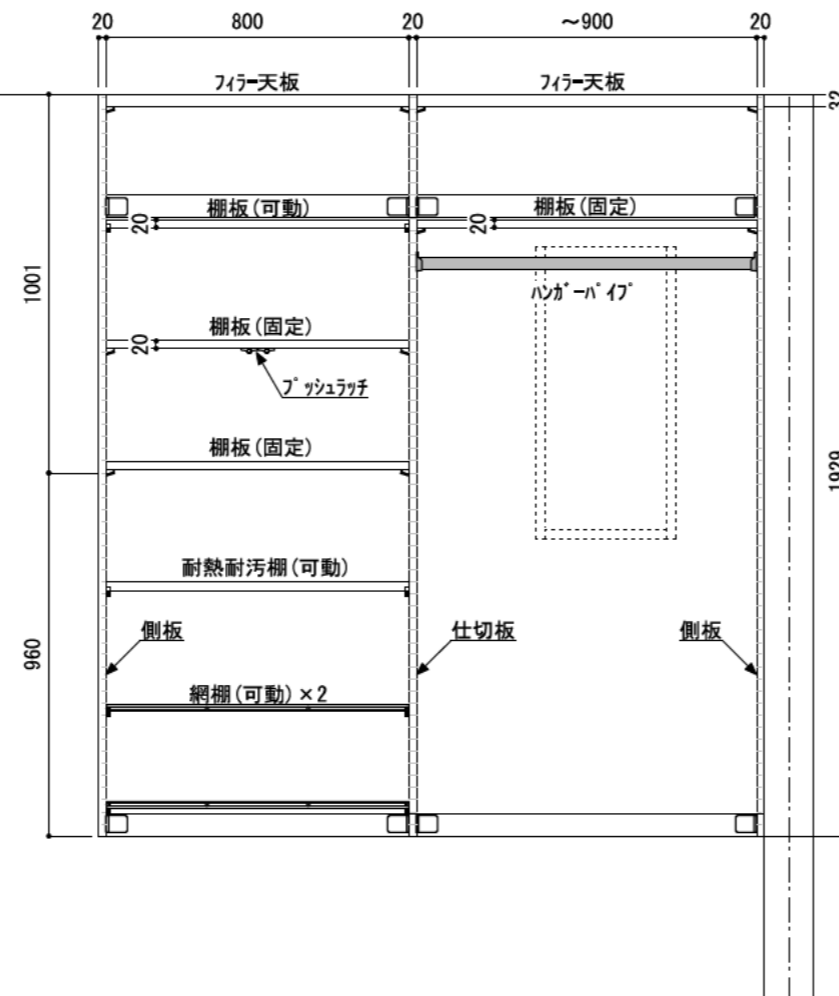 20 800 20 ～900 20
フィラー天板 フィラー天板
32
棚板(可動) 棚板(固定)
20 20
1001
ハンガーパイプ
棚板(固定)
20
プッシュラッチ
棚板(固定)
1929
耐熱耐汚棚(可動)
側板 仕切板 側板
960
網棚(可動)×2